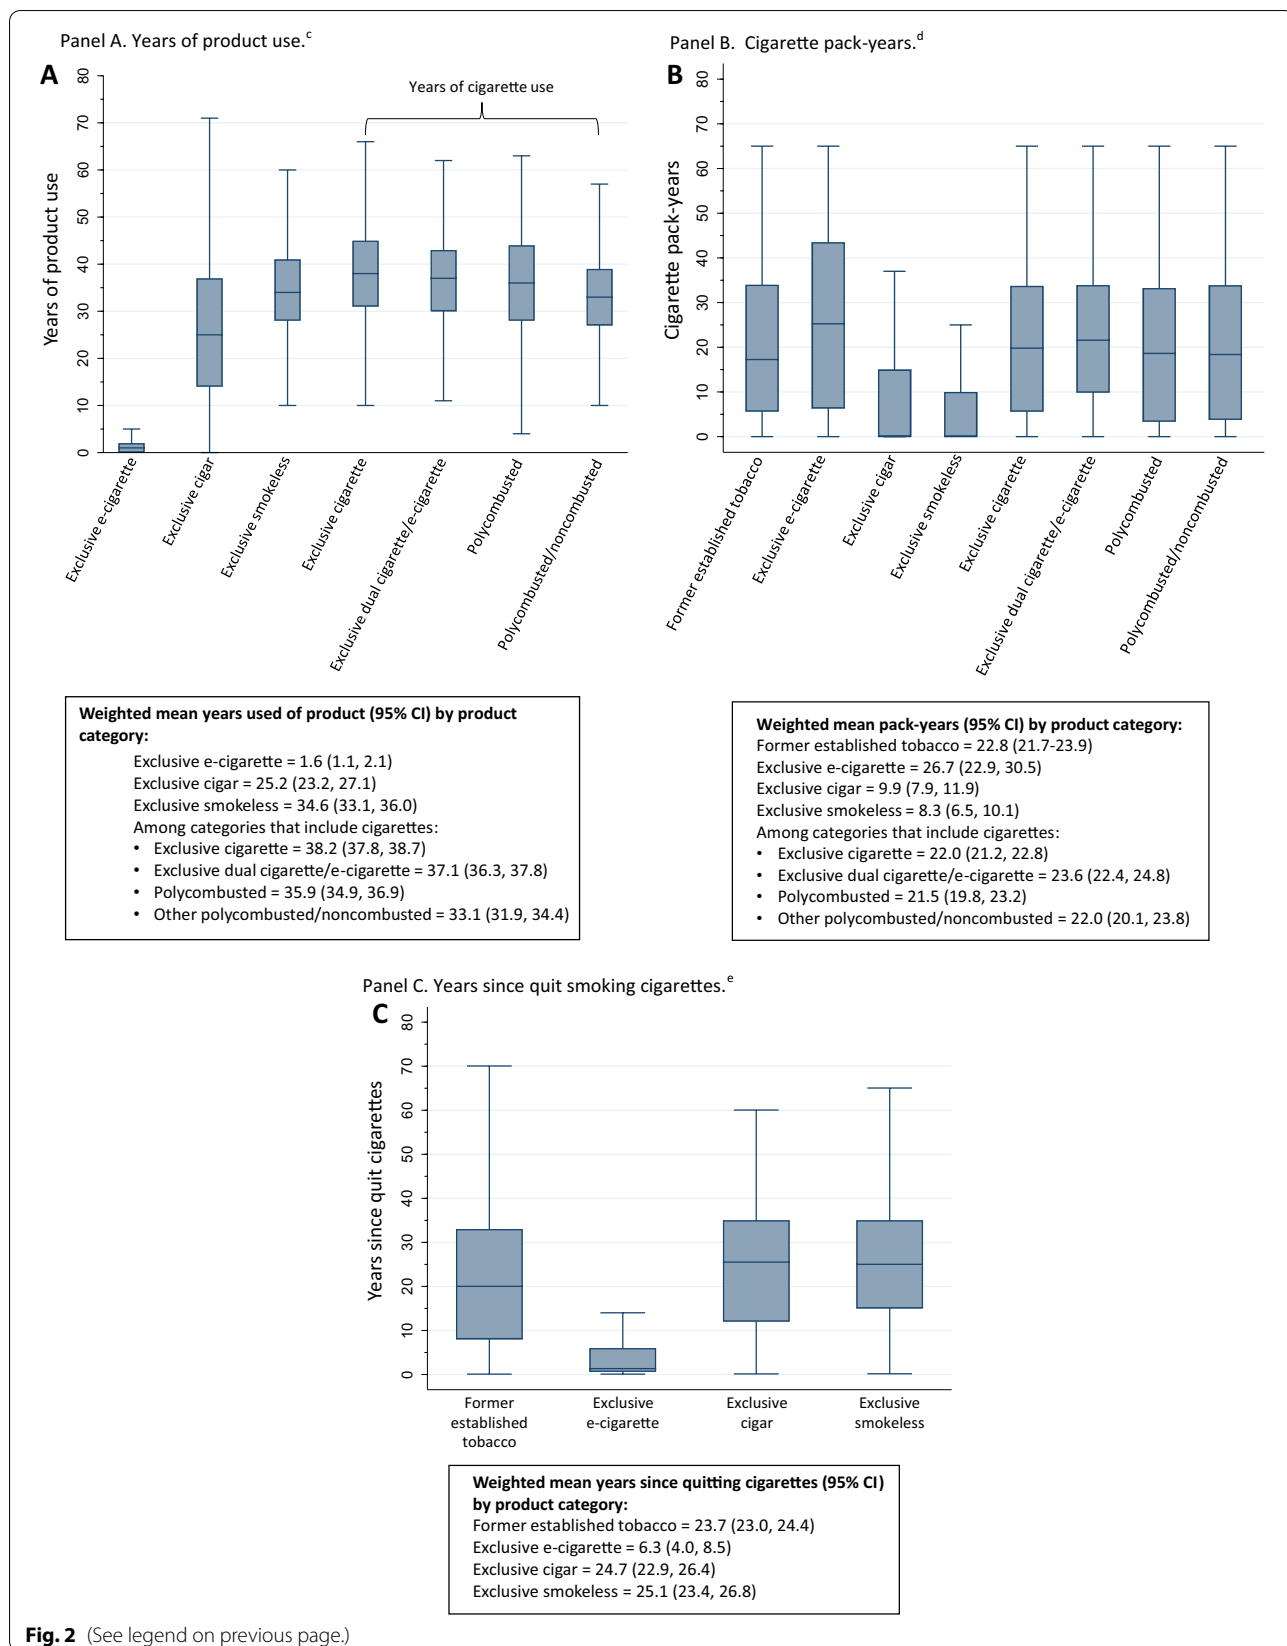 Panel A. Years of product use.c
A
Years of product use
80
70
60
50
40
30
20
10
0
Years of cigarette use
Exclusive e-cigarette
Exclusive cigar
Exclusive smokeless
Exclusive cigarette
Exclusive dual cigarette/e-cigarette
Polycombusted
Polycombusted/noncombusted
Weighted mean years used of product (95% CI) by product
category:
Exclusive e-cigarette = 1.6 (1.1, 2.1)
Exclusive cigar = 25.2 (23.2, 27.1)
Exclusive smokeless = 34.6 (33.1, 36.0)
Among categories that include cigarettes:
• Exclusive cigarette = 38.2 (37.8, 38.7)
• Exclusive dual cigarette/e-cigarette = 37.1 (36.3, 37.8)
• Polycombusted = 35.9 (34.9, 36.9)
• Other polycombusted/noncombusted = 33.1 (31.9, 34.4)
Panel B. Cigarette pack-years.d
B
Cigarette pack-years
80
70
60
50
40
30
20
10
0
Former established tobacco
Exclusive e-cigarette
Exclusive cigar
Exclusive smokeless
Exclusive cigarette
Exclusive dual cigarette/e-cigarette
Polycombusted
Polycombusted/noncombusted
Weighted mean pack-years (95% CI) by product category:
Former established tobacco = 22.8 (21.7-23.9)
Exclusive e-cigarette = 26.7 (22.9, 30.5)
Exclusive cigar = 9.9 (7.9, 11.9)
Exclusive smokeless = 8.3 (6.5, 10.1)
Among categories that include cigarettes:
• Exclusive cigarette = 22.0 (21.2, 22.8)
• Exclusive dual cigarette/e-cigarette = 23.6 (22.4, 24.8)
• Polycombusted = 21.5 (19.8, 23.2)
• Other polycombusted/noncombusted = 22.0 (20.1, 23.8)
Panel C. Years since quit smoking cigarettes.e
C
Years since quit cigarettes
80
70
60
50
40
30
20
10
0
Former
established
tobacco
Exclusive
e-cigarette
Exclusive
cigar
Exclusive
smokeless
Weighted mean years since quitting cigarettes (95% CI)
by product category:
Former established tobacco = 23.7 (23.0, 24.4)
Exclusive e-cigarette = 6.3 (4.0, 8.5)
Exclusive cigar = 24.7 (22.9, 26.4)
Exclusive smokeless = 25.1 (23.4, 26.8)
Fig. 2 (See legend on previous page.)